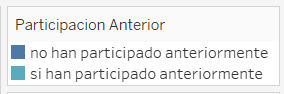 Participacion Anterior
no han participado anteriormente
si han participado anteriormente